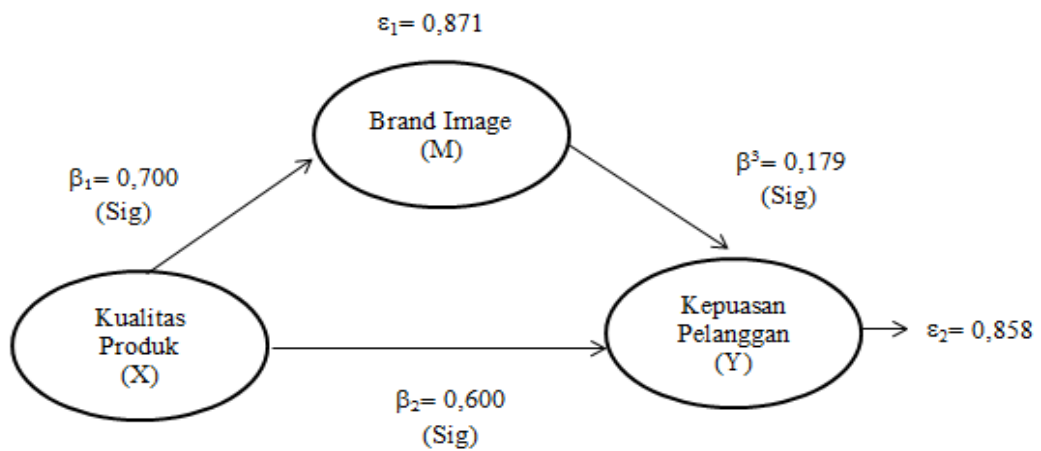 ε₁= 0,871
Brand Image
(M)
β₁= 0,700
(Sig)
β³= 0,179
(Sig)
Kualitas
Produk
(X)
Kepuasan
Pelanggan
(Y)
ε₂= 0,858
β₂= 0,600
(Sig)